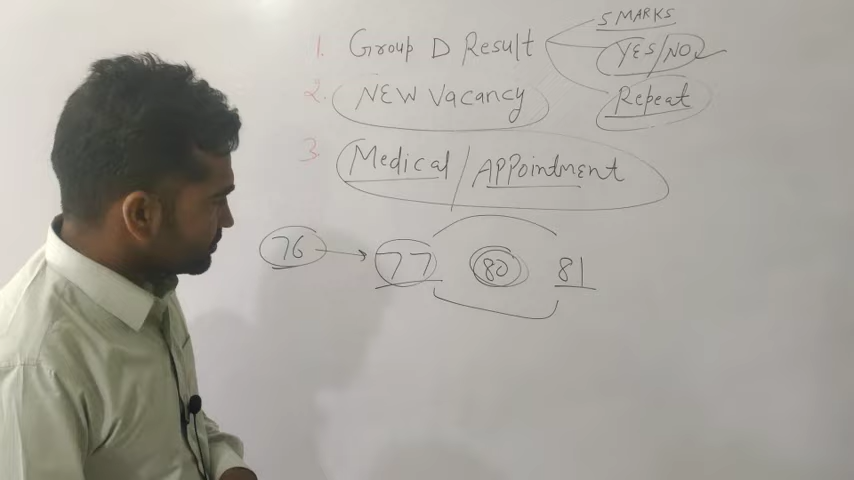 5 MARKS
1. Group D Result YES/NO
2. NEW Vacancy Repeat
3. Medical/APPointment
76 → 77 80 81